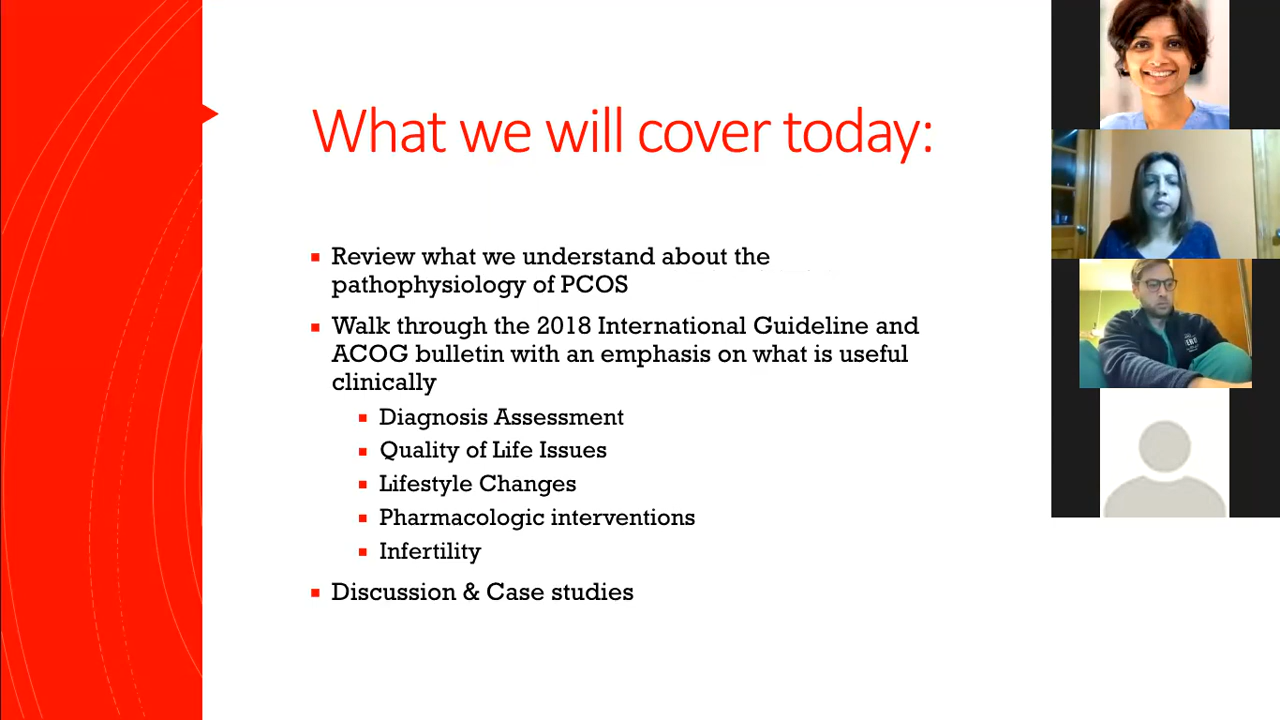 What we will cover today:
Review what we understand about the
pathophysiology of PCOS
Walk through the 2018 International Guideline and
ACOG bulletin with an emphasis on what is useful
clinically
Diagnosis Assessment
Quality of Life Issues
Lifestyle Changes
Pharmacologic interventions
Infertility
Discussion & Case studies